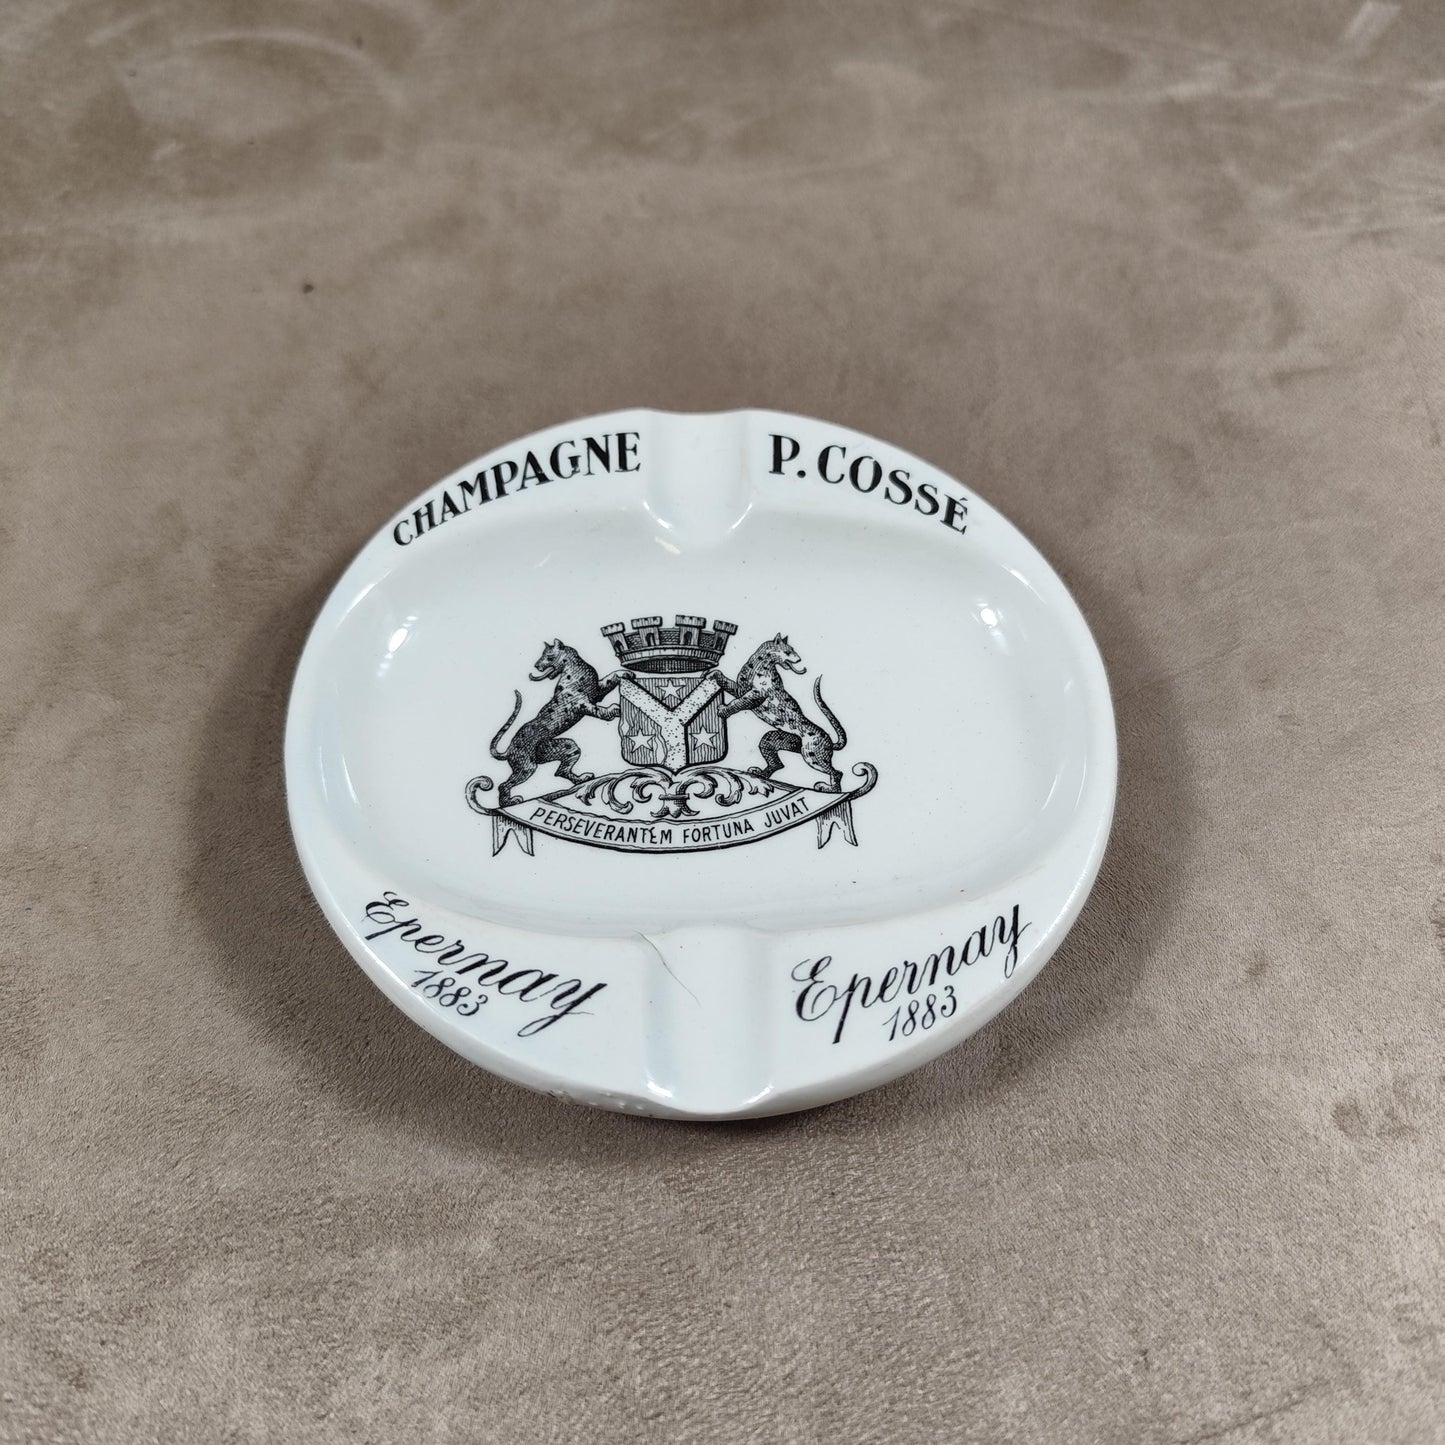 CHAMPAGNE P. COSSÉ
PERSEVERANTEM FORTUNA JUVAT
Epernay
1883
Epernay
1883